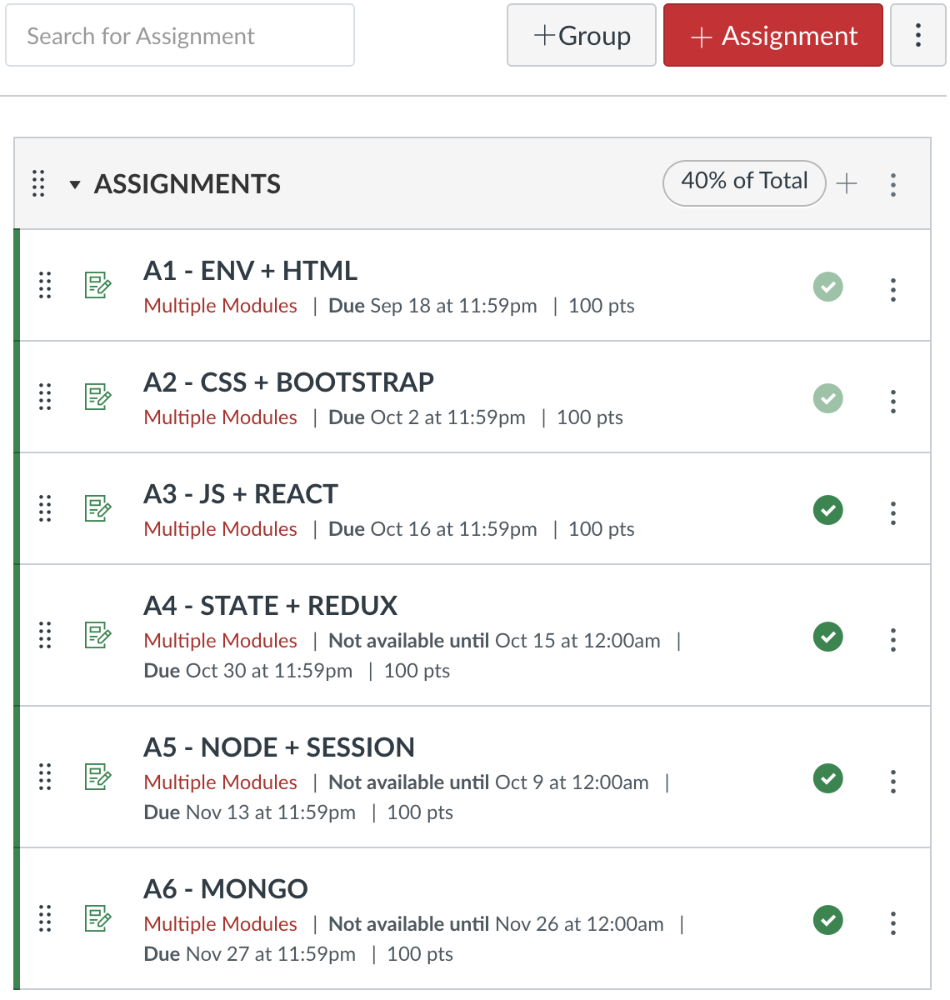 Search for Assignment
+Group
+ Assignment
ASSIGNMENTS
40% of Total
A1 - ENV + HTML
Multiple Modules | Due Sep 18 at 11:59pm | 100 pts
A2 - CSS + BOOTSTRAP
Multiple Modules | Due Oct 2 at 11:59pm | 100 pts
A3 - JS + REACT
Multiple Modules | Due Oct 16 at 11:59pm | 100 pts
A4 - STATE + REDUX
Multiple Modules | Not available until Oct 15 at 12:00am |
Due Oct 30 at 11:59pm | 100 pts
A5 - NODE + SESSION
Multiple Modules | Not available until Oct 9 at 12:00am |
Due Nov 13 at 11:59pm | 100 pts
A6 - MONGO
Multiple Modules | Not available until Nov 26 at 12:00am |
Due Nov 27 at 11:59pm | 100 pts